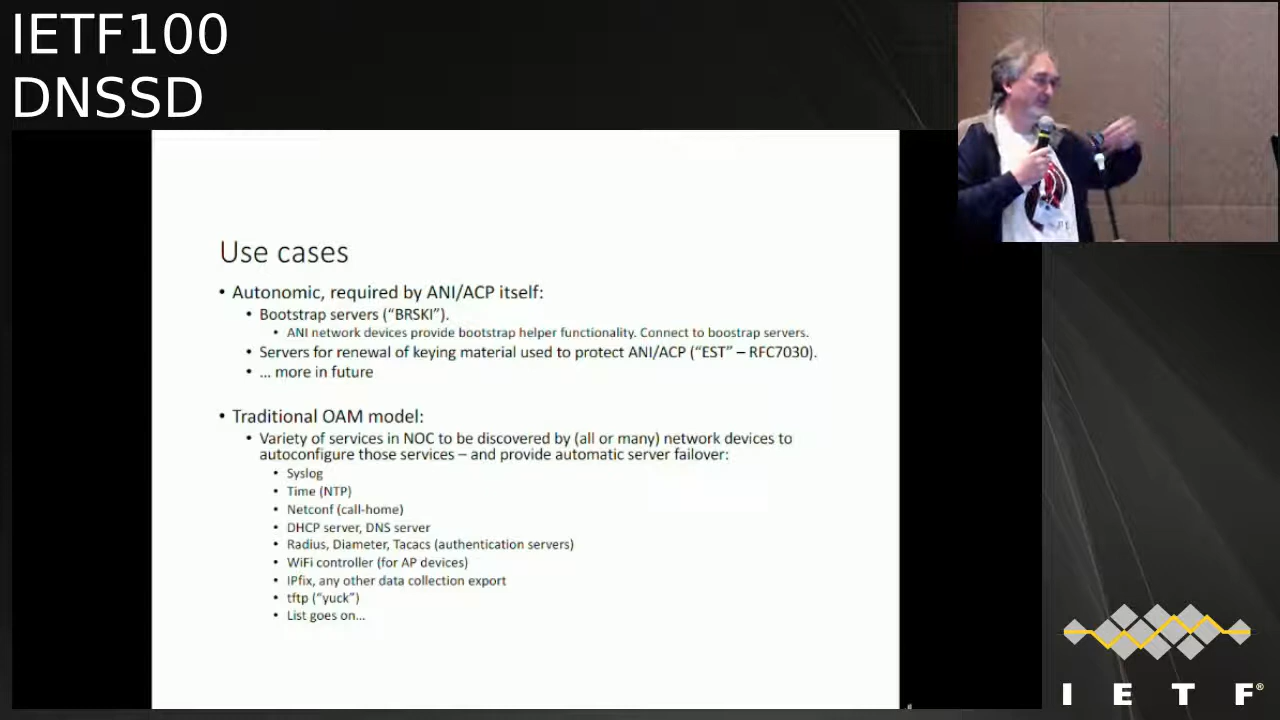 IETF100
DNSSD
Use cases
• Autonomic, required by ANI/ACP itself:
• Bootstrap servers (“BRSKI”).
• ANI network devices provide bootstrap helper functionality. Connect to boostrap servers.
• Servers for renewal of keying material used to protect ANI/ACP (“EST” – RFC7030).
• ... more in future
• Traditional OAM model:
• Variety of services in NOC to be discovered by (all or many) network devices to
autoconfigure those services – and provide automatic server failover:
• Syslog
• Time (NTP)
• Netconf (call-home)
• DHCP server, DNS server
• Radius, Diameter, Tacacs (authentication servers)
• WiFi controller (for AP devices)
• IPfix, any other data collection export
• tftp (“yuck”)
• List goes on...
I E T F®